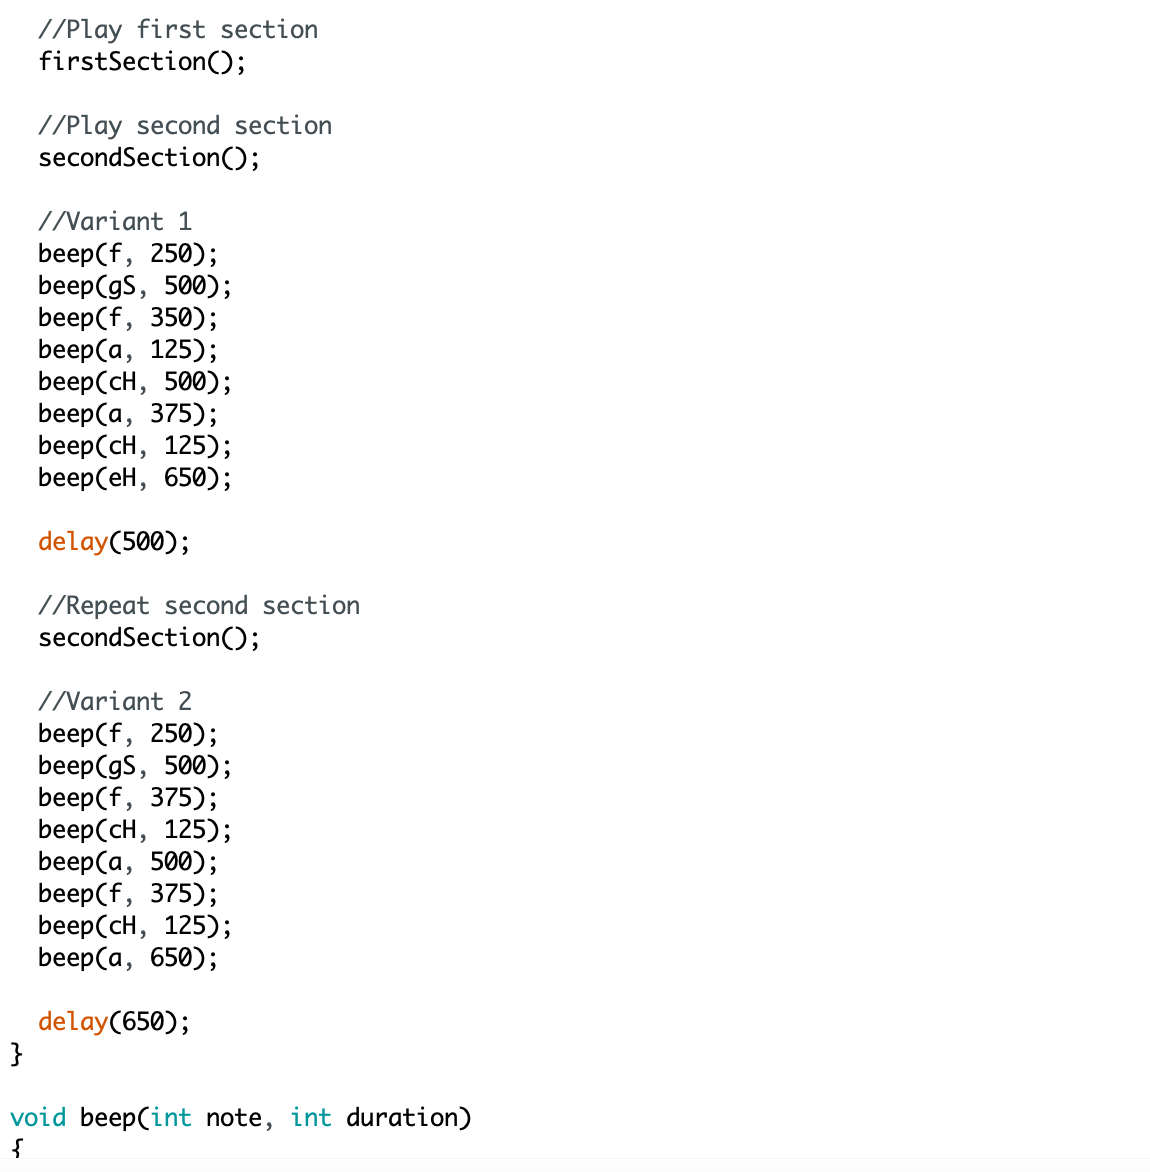 //Play first section
firstSection();
//Play second section
secondSection();
//Variant 1
beep(f, 250);
beep(gS, 500);
beep(f, 350);
beep(a, 125);
beep(cH, 500);
beep(a, 375);
beep(cH, 125);
beep(eH, 650);
delay(500);
//Repeat second section
secondSection();
//Variant 2
beep(f, 250);
beep(gS, 500);
beep(f, 375);
beep(cH, 125);
beep(a, 500);
beep(f, 375);
beep(cH, 125);
beep(a, 650);
delay(650);
}
void beep(int note, int duration)
{